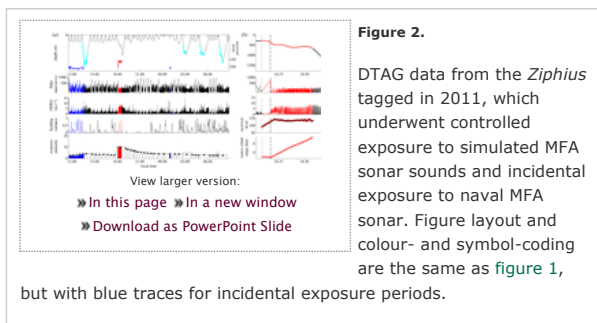 Figure 2.
DTAG data from the Ziphius
tagged in 2011, which
underwent controlled
exposure to simulated MFA
sonar sounds and incidental
exposure to naval MFA
sonar. Figure layout and
colour- and symbol-coding
are the same as figure 1,
but with blue traces for incidental exposure periods.
View larger version:
» In this page » In a new window
» Download as PowerPoint Slide